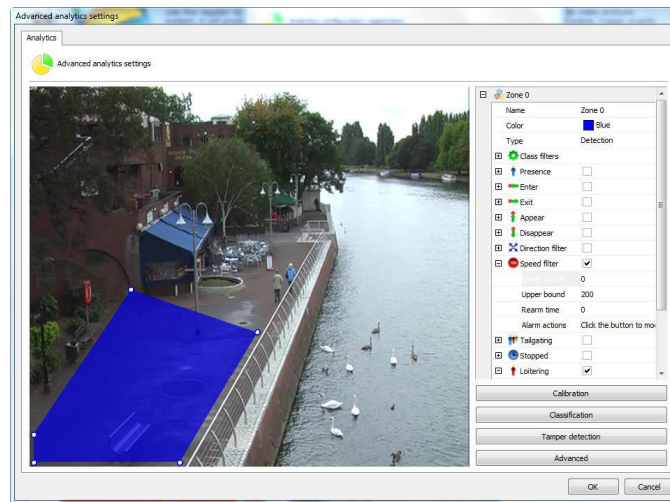 Advanced analytics settings
Analytics
Advanced analytics settings
Zone 0
Name Zone 0
Color Blue
Type Detection
Class filters
Presence
Enter
Exit
Appear
Disappear
Direction filter
Speed filter
0
Upper bound 200
Rearm time 0
Alarm actions Click the button to mo
Tailgating
Stopped
Loitering
Calibration
Classification
Tamper detection
Advanced
OK Cancel